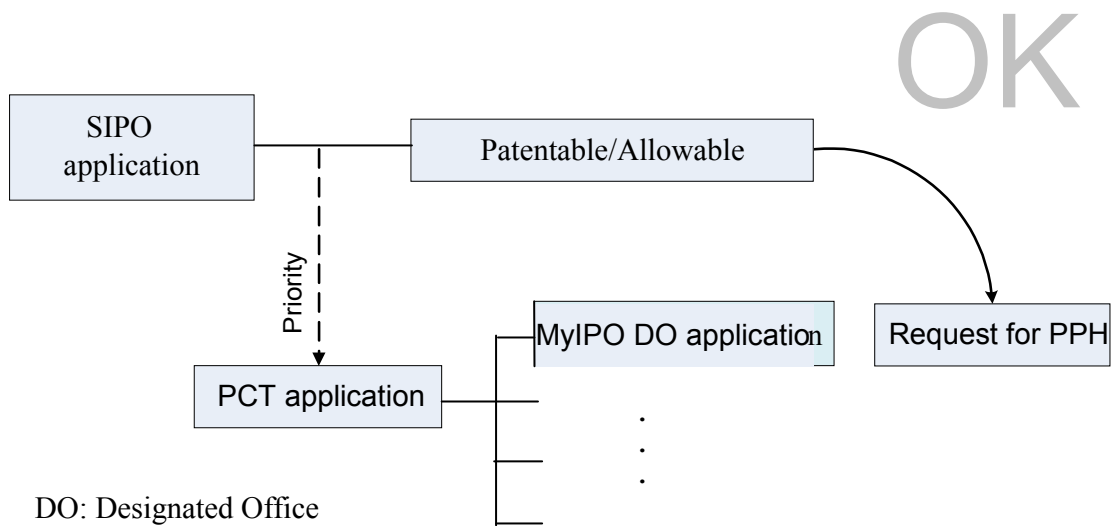 OK
SIPO
application
Patentable/Allowable
Priority
MyIPO DO application
Request for PPH
PCT application
.
.
.
DO: Designated Office